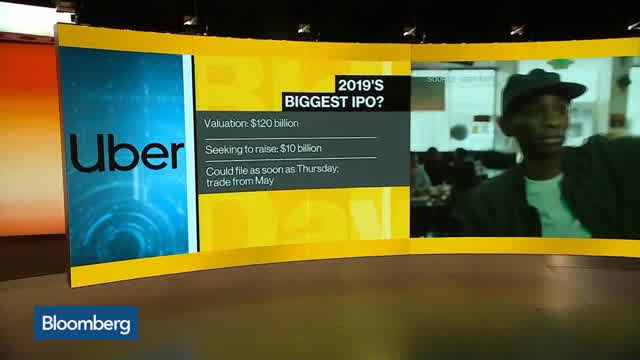 Uber
2019'S
BIGGEST IPO?
Valuation: $120 billion
Seeking to raise: $10 billion
Could file as soon as Thursday;
trade from May
Day
Bloomberg